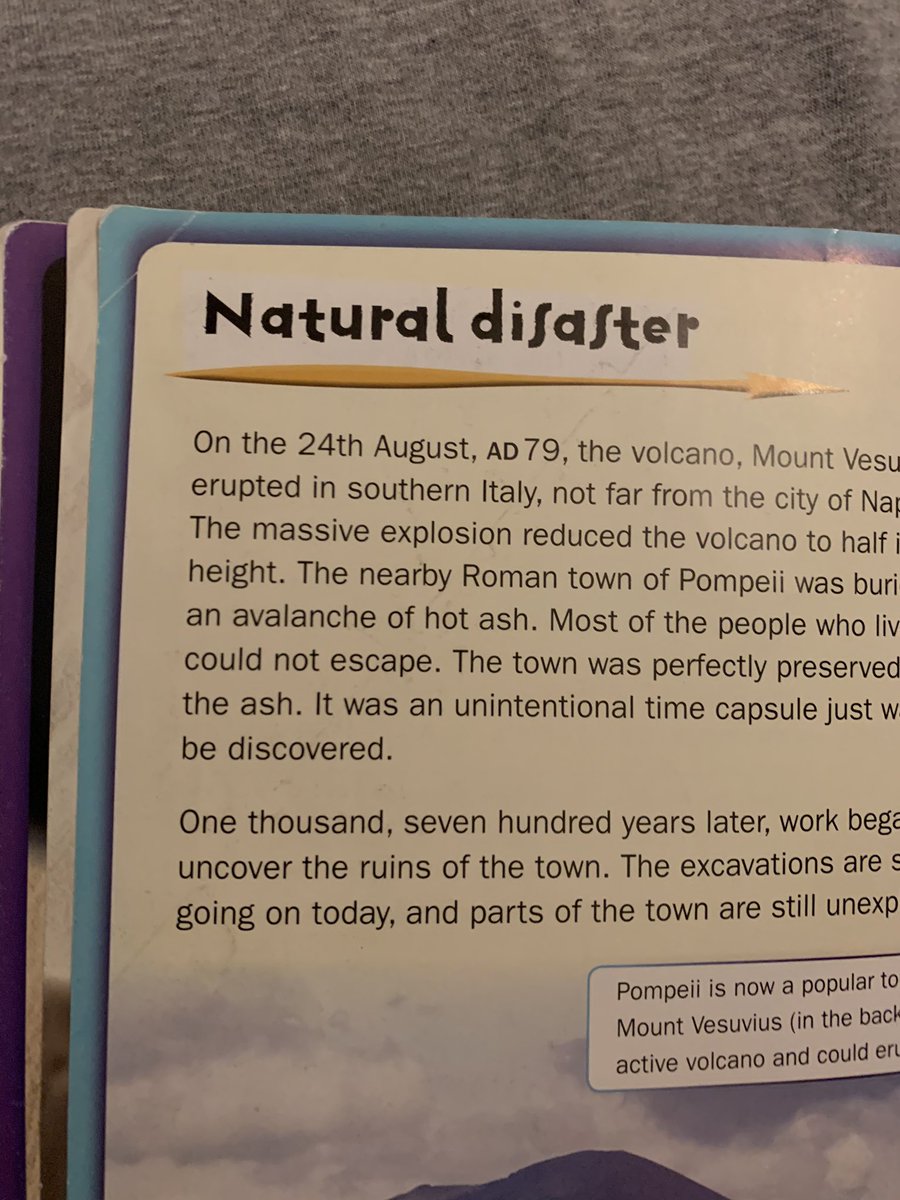 Natural diſaſter
On the 24th August, AD 79, the volcano, Mount Vesu
erupted in southern Italy, not far from the city of Nap
The massive explosion reduced the volcano to half i
height. The nearby Roman town of Pompeii was buri
an avalanche of hot ash. Most of the people who liv
could not escape. The town was perfectly preserved
the ash. It was an unintentional time capsule just wa
be discovered.
One thousand, seven hundred years later, work bega
uncover the ruins of the town. The excavations are s
going on today, and parts of the town are still unexp
Pompeii is now a popular to
Mount Vesuvius (in the back
active volcano and could eru